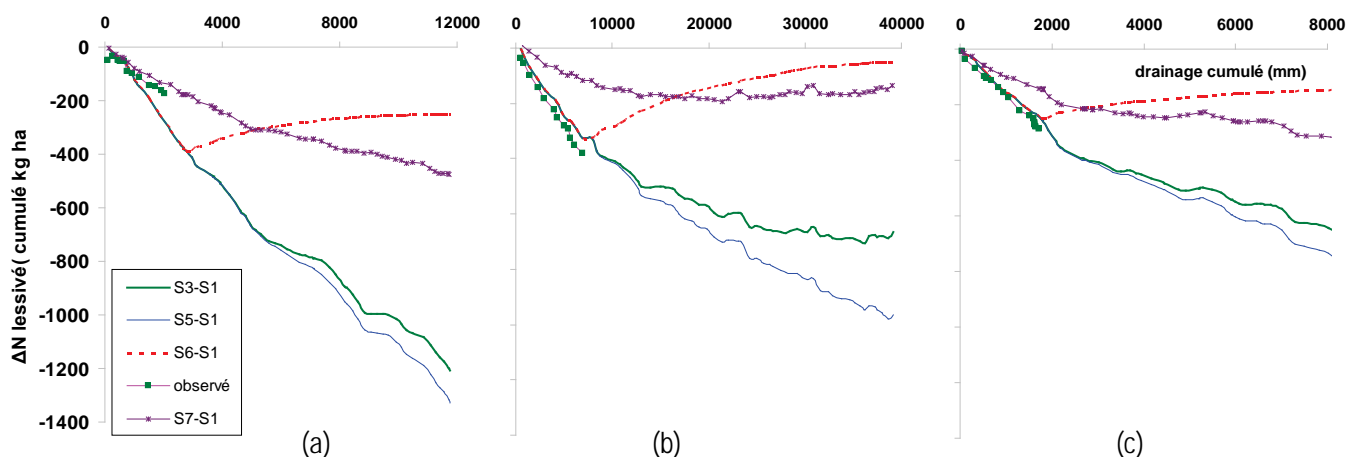 0 4000 8000 12000
0 10000 20000 30000 40000
0 2000 4000 6000 8000
0
-200
-400
-600
-800
-1000
-1200
-1400
ΔN lessivé( cumulé kg ha
drainage cumulé (mm)
S3-S1
S5-S1
S6-S1
observé
S7-S1
(a) (b) (c)